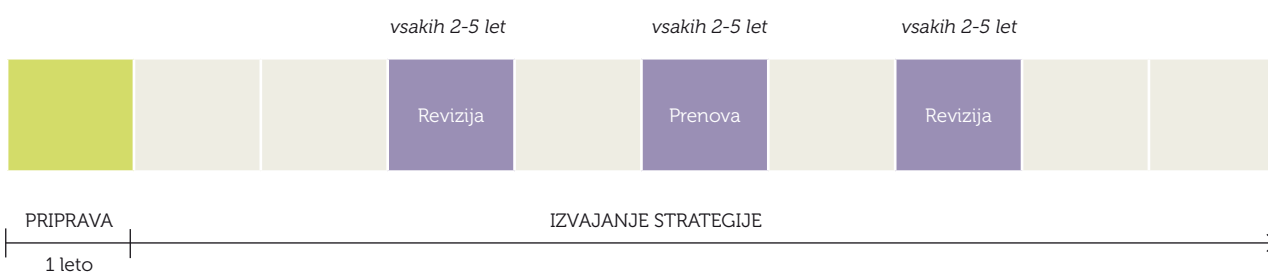 vsakih 2-5 let
vsakih 2-5 let
vsakih 2-5 let
Revizija
Prenova
Revizija
PRIPRAVA
IZVAJANJE STRATEGIJE
1 leto